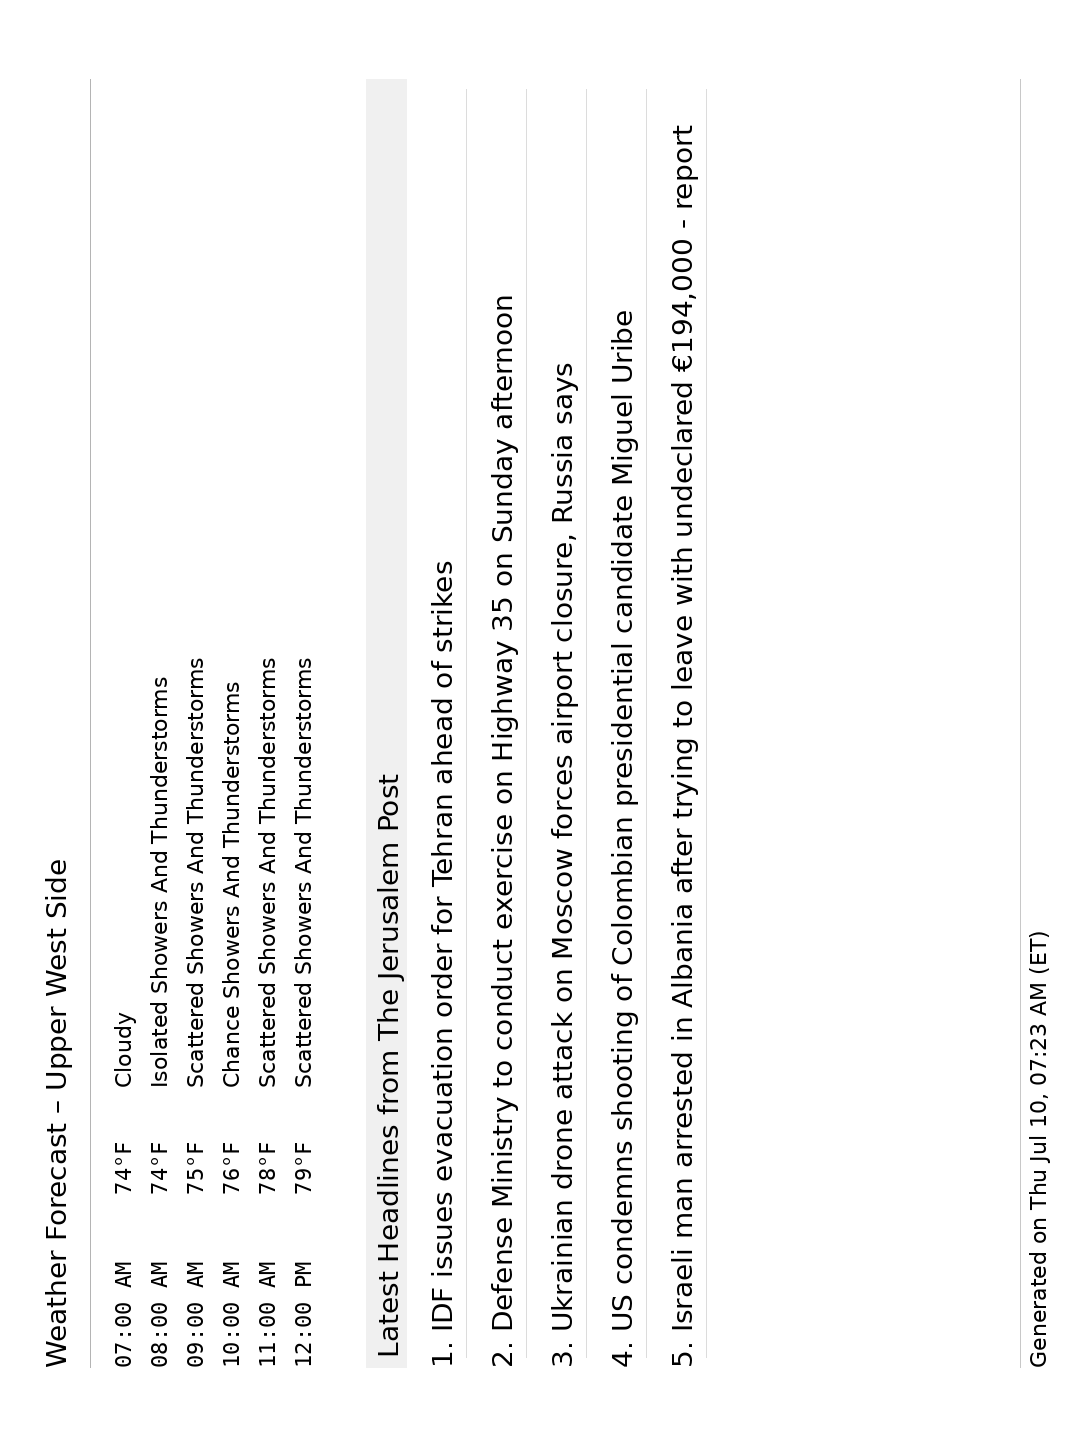 Weather Forecast – Upper West Side
07:00 AM 74°F Cloudy
08:00 AM 74°F Isolated Showers And Thunderstorms
09:00 AM 75°F Scattered Showers And Thunderstorms
10:00 AM 76°F Chance Showers And Thunderstorms
11:00 AM 78°F Scattered Showers And Thunderstorms
12:00 PM 79°F Scattered Showers And Thunderstorms
Latest Headlines from The Jerusalem Post
1. IDF issues evacuation order for Tehran ahead of strikes
2. Defense Ministry to conduct exercise on Highway 35 on Sunday afternoon
3. Ukrainian drone attack on Moscow forces airport closure, Russia says
4. US condemns shooting of Colombian presidential candidate Miguel Uribe
5. Israeli man arrested in Albania after trying to leave with undeclared €194,000 - report
Generated on Thu Jul 10, 07:23 AM (ET)